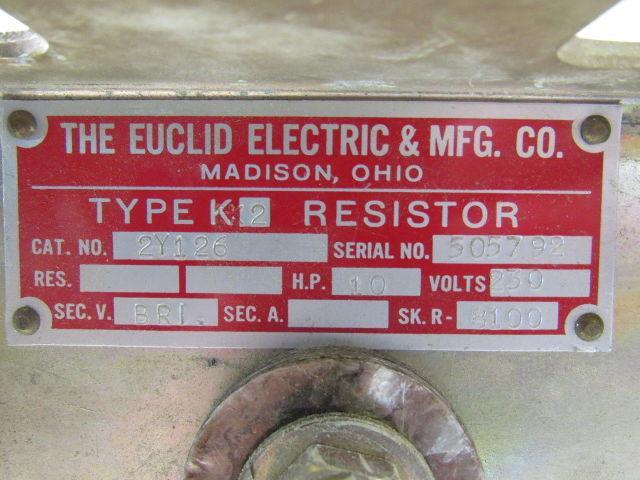 THE EUCLID ELECTRIC & MFG. CO.
MADISON, OHIO
TYPE K12 RESISTOR
CAT. NO. 2Y126 SERIAL NO. 505792
RES. H.P. 10 VOLTS 230
SEC. V. BRI. SEC. A. SK. R- 8100